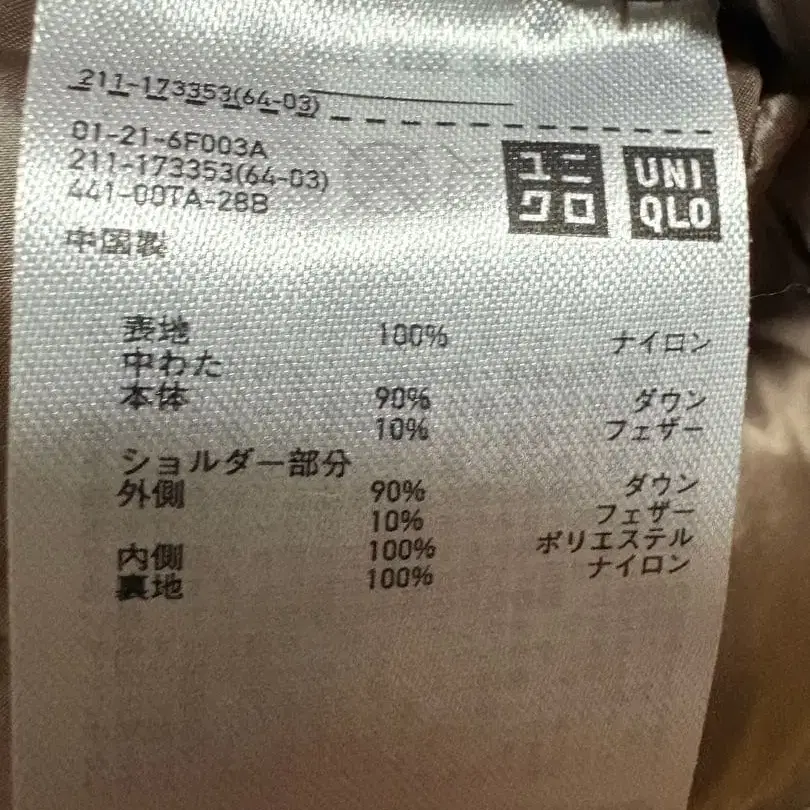 211-173353(64-03)
01-21-6F003A
211-173353(64-03)
441-00TA-28B
中国製
ユニクロ
UNIQLO
表地 100% ナイロン
中わた
本体 90% ダウン
10% フェザー
ショルダー部分
外側 90% ダウン
10% フェザー
内側 100% ポリエステル
裏地 100% ナイロン